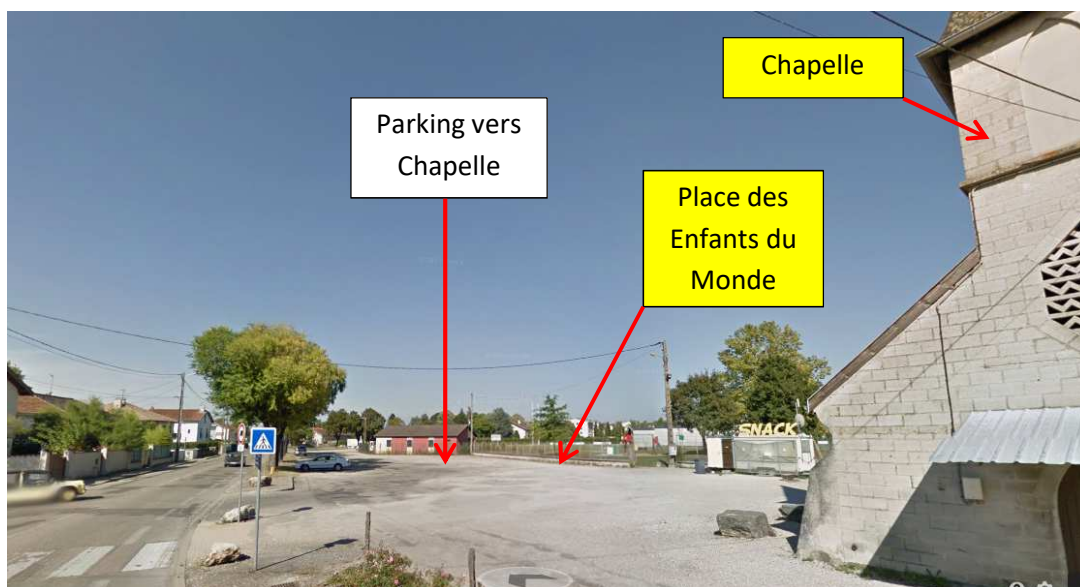 Chapelle
Parking vers
Chapelle
Place des
Enfants du
Monde
SNACK